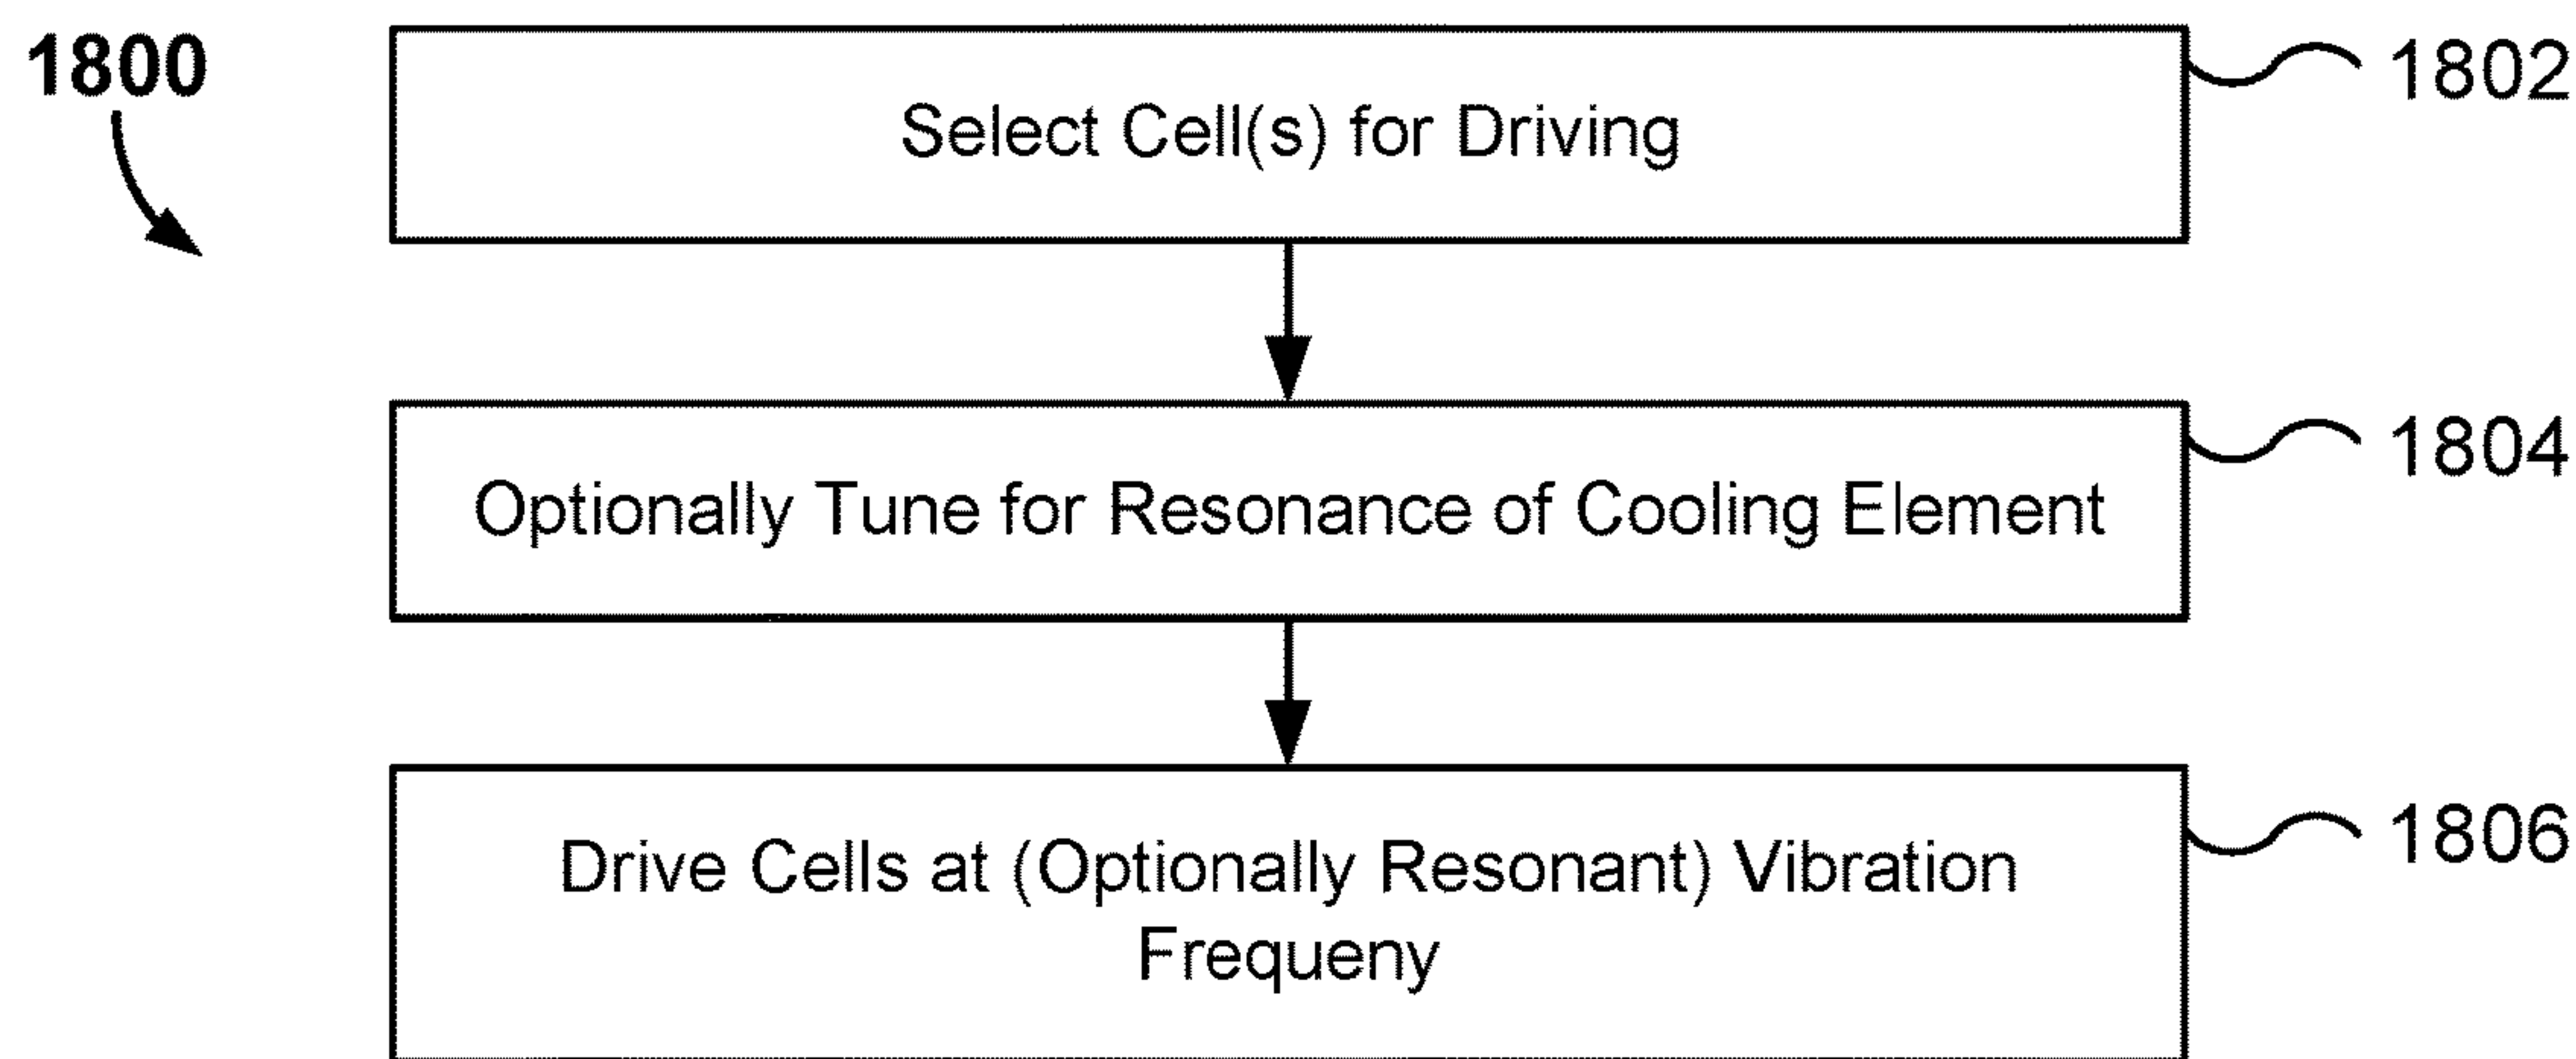 1800
1802
Select Cell(s) for Driving
1804
Optionally Tune for Resonance of Cooling Element
1806
Drive Cells at (Optionally Resonant) Vibration
Frequeny